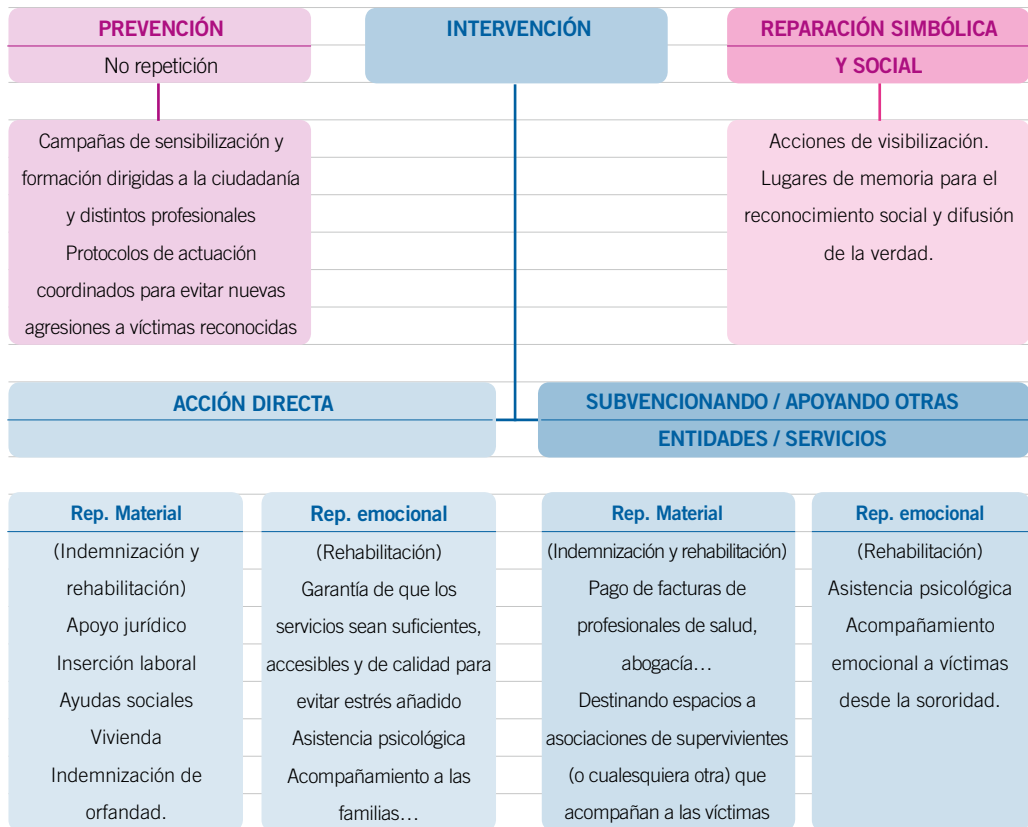 PREVENCIÓN
No repetición
Campañas de sensibilización y
formación dirigidas a la ciudadanía
y distintos profesionales
Protocolos de actuación
coordinados para evitar nuevas
agresiones a víctimas reconocidas
INTERVENCIÓN
REPARACIÓN SIMBÓLICA
Y SOCIAL
Acciones de visibilización.
Lugares de memoria para el
reconocimiento social y difusión
de la verdad.
ACCIÓN DIRECTA
SUBVENCIONANDO / APOYANDO OTRAS
ENTIDADES / SERVICIOS
Rep. Material
(Indemnización y
rehabilitación)
Apoyo jurídico
Inserción laboral
Ayudas sociales
Vivienda
Indemnización de
orfandad.
Rep. emocional
(Rehabilitación)
Garantía de que los
servicios sean suficientes,
accesibles y de calidad para
evitar estrés añadido
Asistencia psicológica
Acompañamiento a las
familias…
Rep. Material
(Indemnización y rehabilitación)
Pago de facturas de
profesionales de salud,
abogacía…
Destinando espacios a
asociaciones de supervivientes
(o cualesquiera otra) que
acompañan a las víctimas
Rep. emocional
(Rehabilitación)
Asistencia psicológica
Acompañamiento
emocional a víctimas
desde la sororidad.